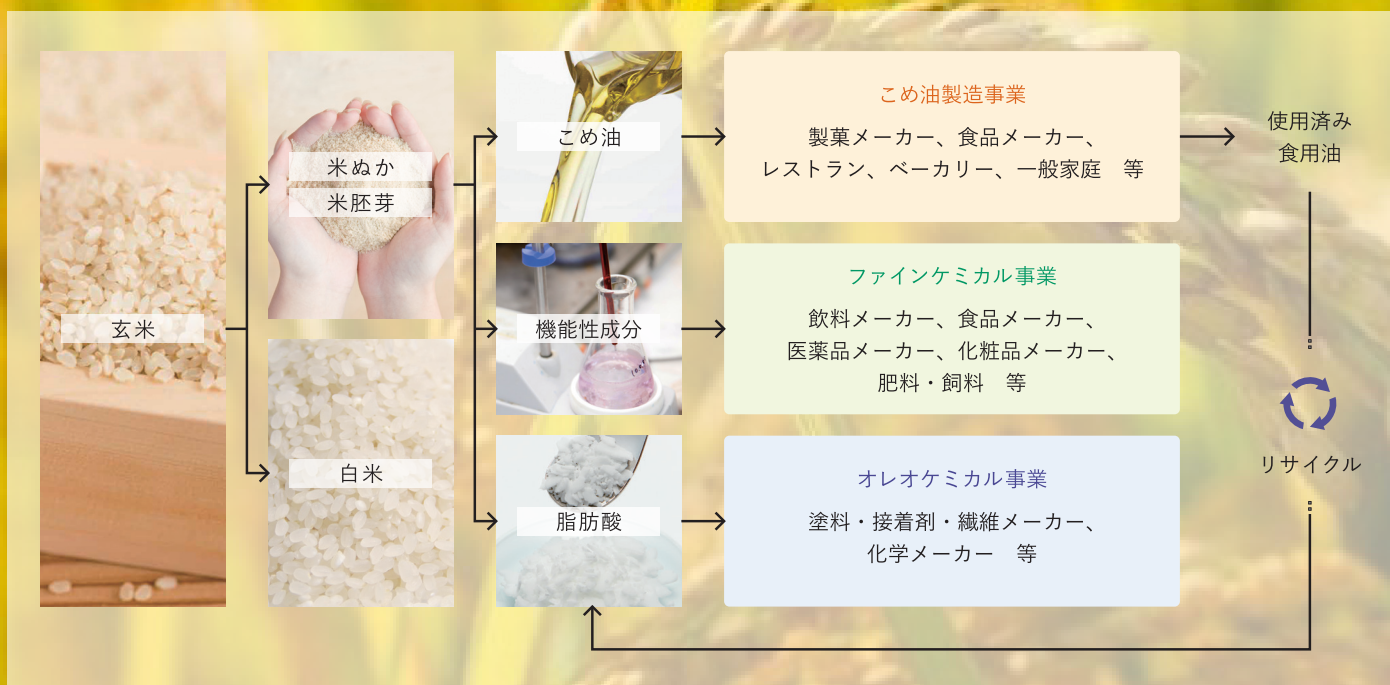 玄米
米ぬか
米胚芽
白米
こめ油
機能性成分
脂肪酸
こめ油製造事業
製菓メーカー、食品メーカー、
レストラン、ベーカリー、一般家庭　等
ファインケミカル事業
飲料メーカー、食品メーカー、
医薬品メーカー、化粧品メーカー、
肥料・飼料　等
オレオケミカル事業
塗料・接着剤・繊維メーカー、
化学メーカー　等
使用済み
食用油
リサイクル